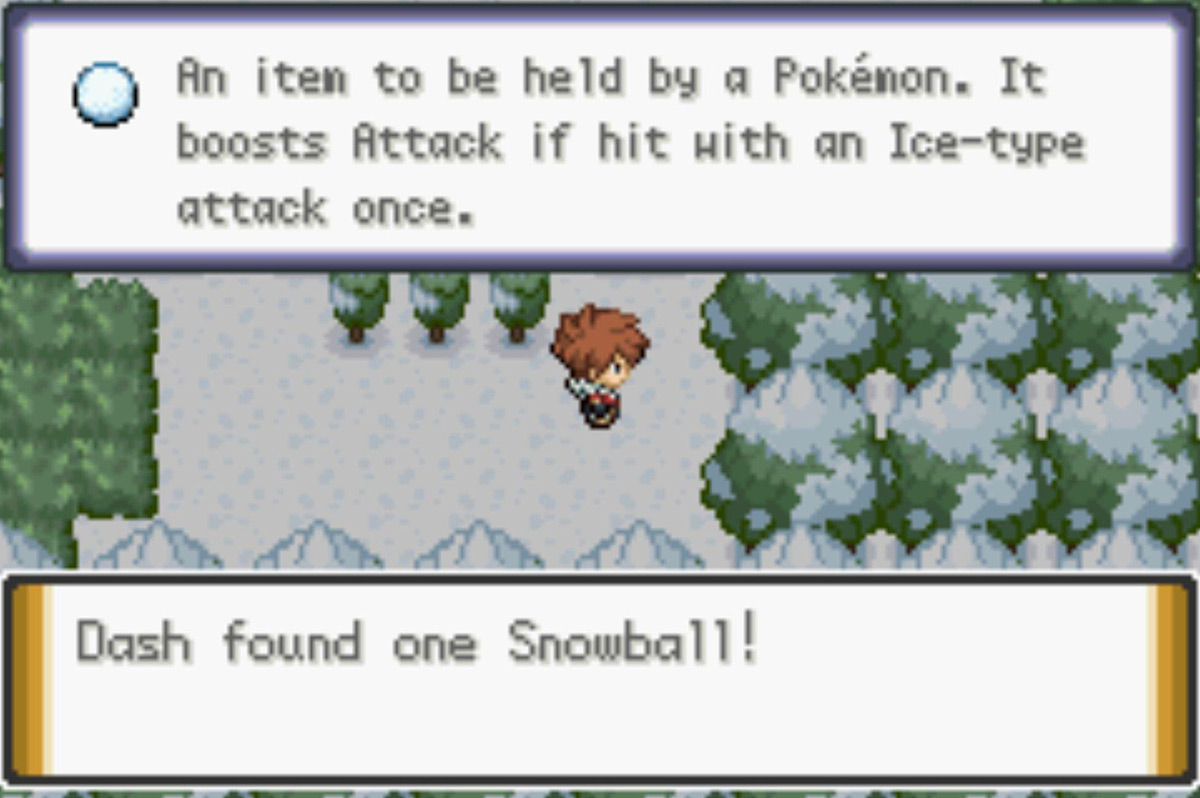 An item to be held by a Pokémon. It
boosts Attack if hit with an Ice-type
attack once.
Dash found one Snowball!